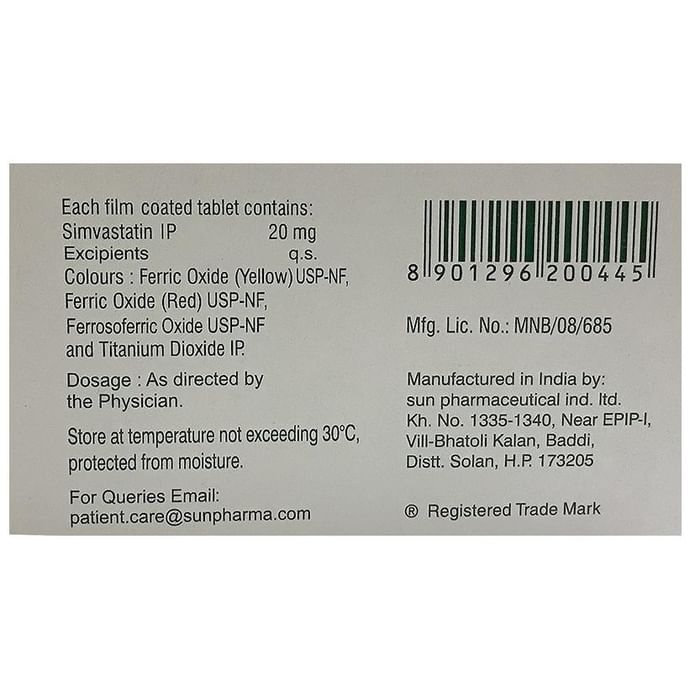 Each film coated tablet contains:
Simvastatin IP 20 mg
Excipients q.s.
Colours : Ferric Oxide (Yellow) USP-NF,
Ferric Oxide (Red) USP-NF,
Ferrosoferric Oxide USP-NF
and Titanium Dioxide IP.
Dosage : As directed by
the Physician.
Store at temperature not exceeding 30°C,
protected from moisture.
For Queries Email:
patient.care@sunpharma.com
8 901296 200445
Mfg. Lic. No.: MNB/08/685
Manufactured in India by:
sun pharmaceutical ind. ltd.
Kh. No. 1335-1340, Near EPIP-I,
Vill-Bhatoli Kalan, Baddi,
Distt. Solan, H.P. 173205
® Registered Trade Mark